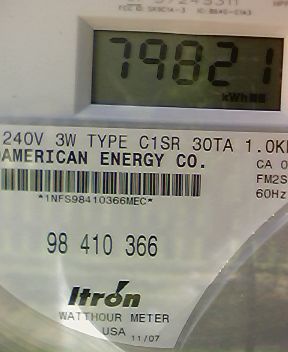 79821
kWh
240V 3W TYPE C1SR 30TA 1.0K
AMERICAN ENERGY CO.
CA 0
FM2S
60Hz
*1NFS98410366MEC*
98 410 366
Itrón
WATTHOUR METER
USA 11/07